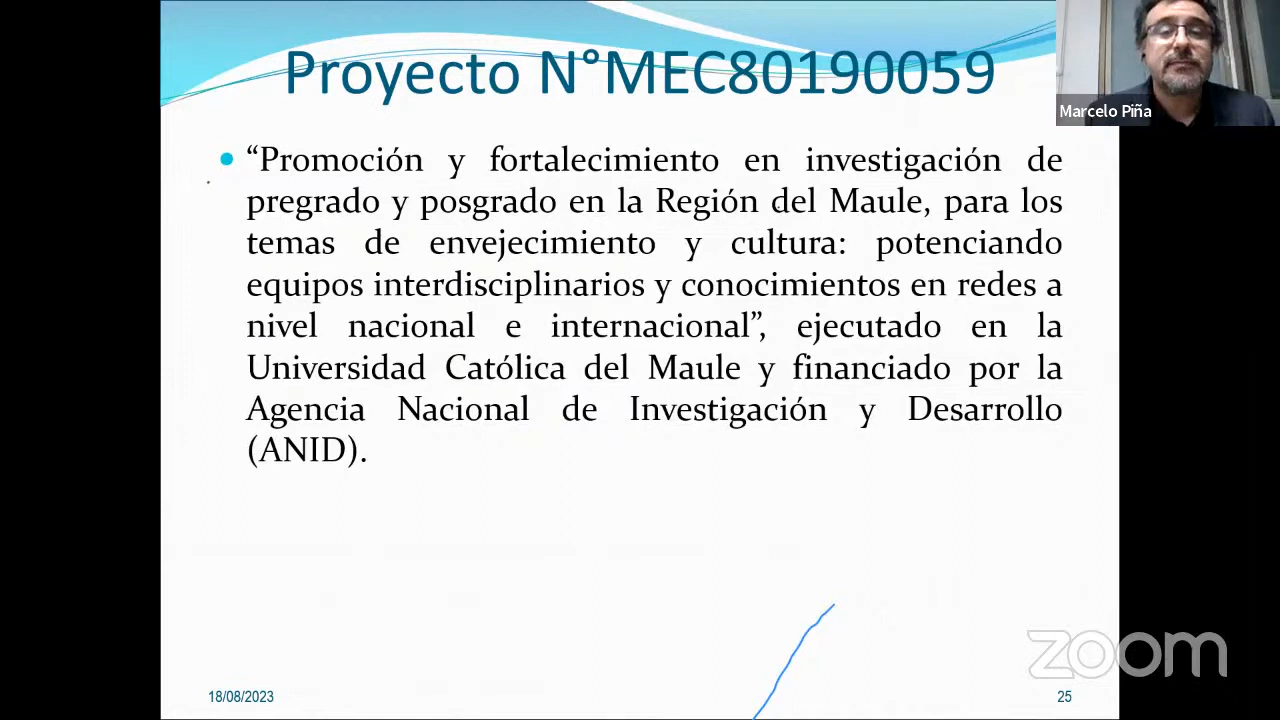 Proyecto N°MEC80190059
Marcelo Piña
“Promoción y fortalecimiento en investigación de
pregrado y posgrado en la Región del Maule, para los
temas de envejecimiento y cultura: potenciando
equipos interdisciplinarios y conocimientos en redes a
nivel nacional e internacional”, ejecutado en la
Universidad Católica del Maule y financiado por la
Agencia Nacional de Investigación y Desarrollo
(ANID).
zoom
18/08/2023
25